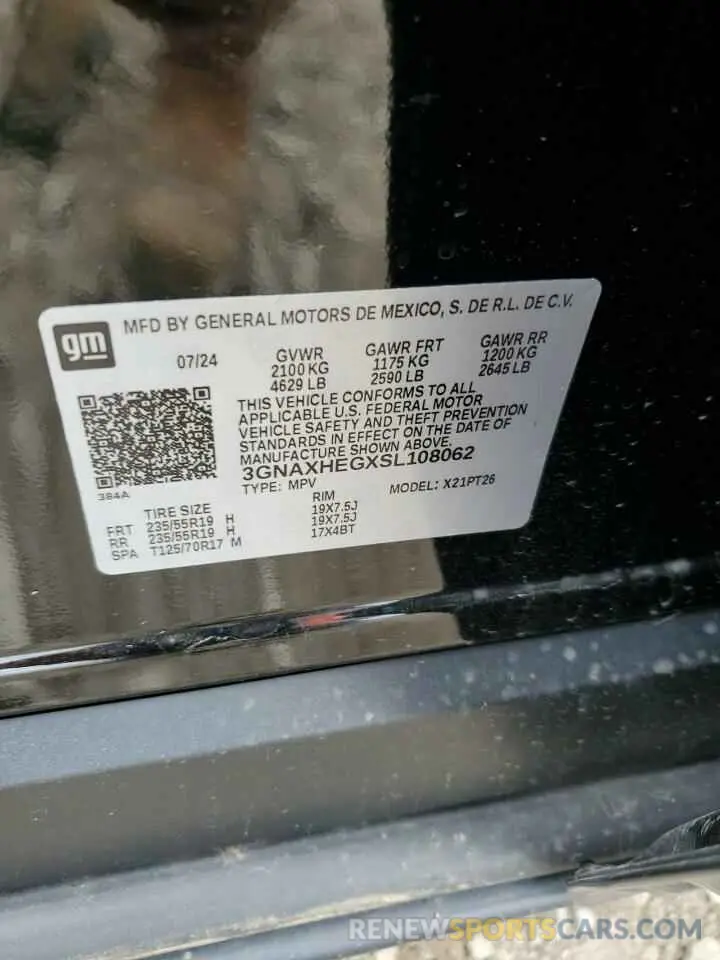 gm MFD BY GENERAL MOTORS DE MEXICO, S. DE R.L. DE C.V.
07/24 GVWR GAWR FRT GAWR RR
2100 KG 1175 KG 1200 KG
4629 LB 2590 LB 2645 LB
THIS VEHICLE CONFORMS TO ALL
APPLICABLE U.S. FEDERAL MOTOR
VEHICLE SAFETY AND THEFT PREVENTION
STANDARDS IN EFFECT ON THE DATE OF
MANUFACTURE SHOWN ABOVE.
3GNAXHEGXSL108062
384A TYPE: MPV MODEL: X21PT26
TIRE SIZE RIM
FRT 235/55R19 H 19X7.5J
RR 235/55R19 H 19X7.5J
SPA T125/70R17 M 17X4BT
RENEWSPORTSCARS.COM